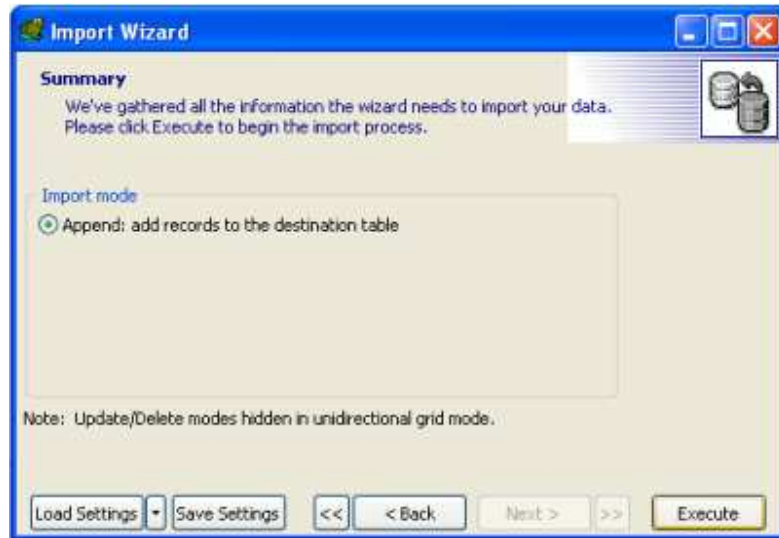 Import Wizard
Summary
We've gathered all the information the wizard needs to import your data.
Please click Execute to begin the import process.
Import mode
Append: add records to the destination table
Note: Update/Delete modes hidden in unidirectional grid mode.
Load Settings Save Settings << < Back Next > >> Execute